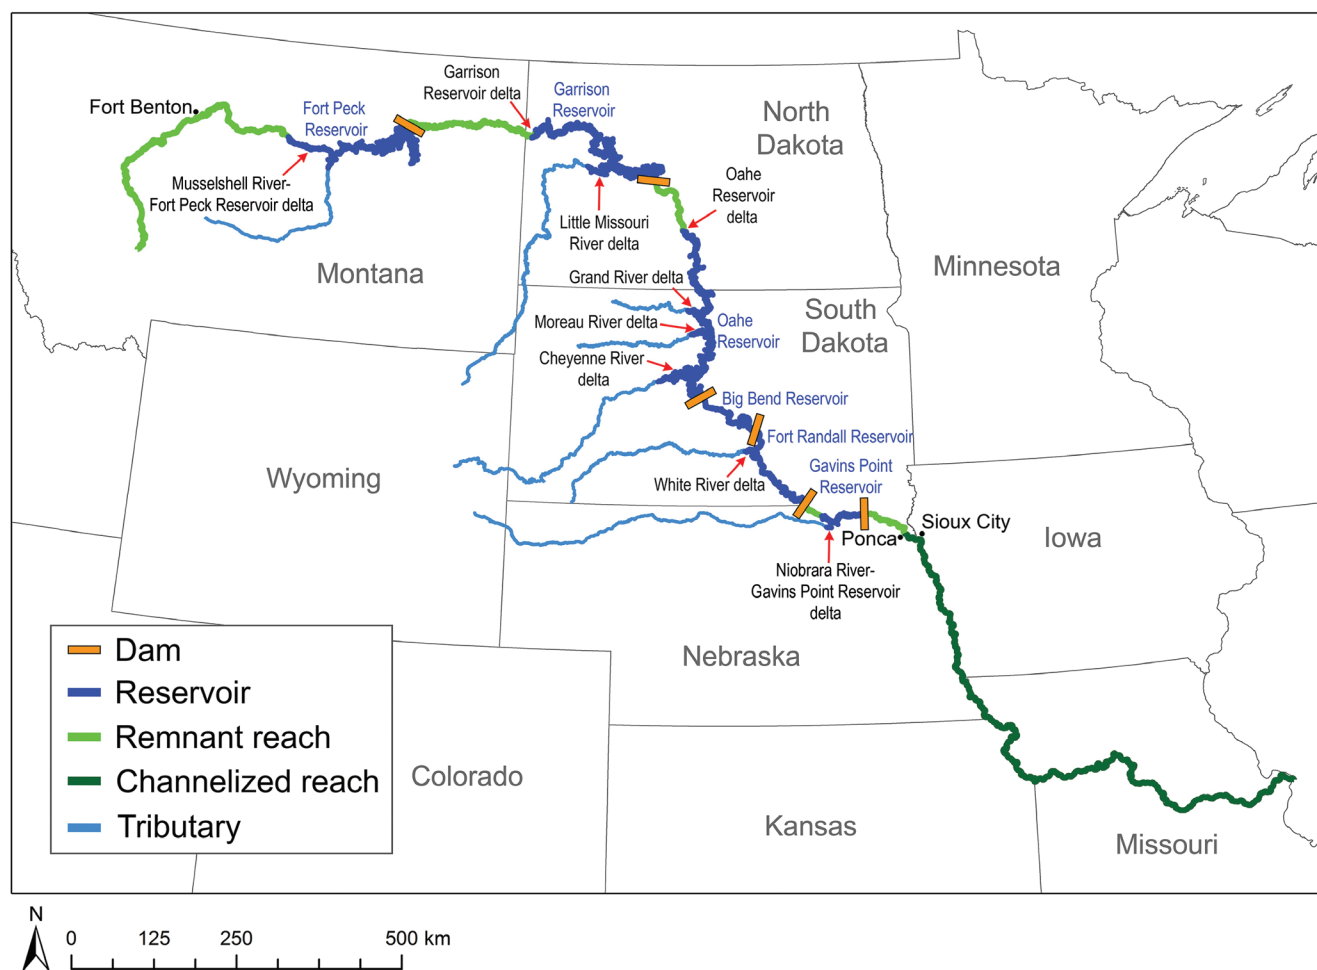 Garrison
Reservoir delta
Garrison
Reservoir
Fort Benton
Fort Peck
Reservoir
North
Dakota
Oahe
Reservoir
delta
Musselshell River-
Fort Peck Reservoir delta
Little Missouri
River delta
Montana
Minnesota
Grand River delta
South
Dakota
Moreau River delta
Oahe
Reservoir
Cheyenne River
delta
Big Bend Reservoir
Fort Randall Reservoir
Wyoming
White River delta
Gavins Point
Reservoir
Sioux City
Ponca
Iowa
Niobrara River-
Gavins Point Reservoir
delta
Nebraska
Dam
Reservoir
Remnant reach
Channelized reach
Tributary
Colorado
Kansas
Missouri
N
0 125 250 500 km